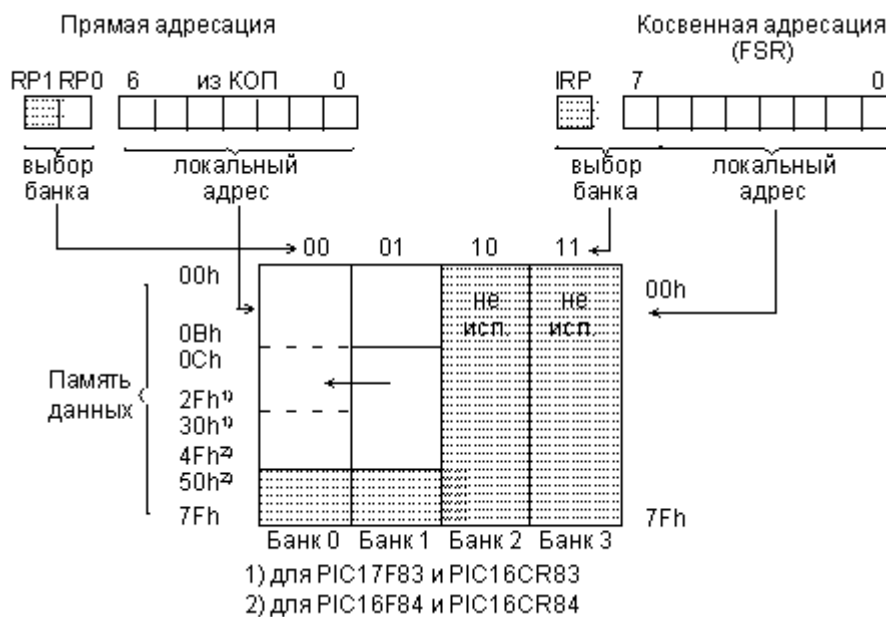 Прямая адресация
Косвенная адресация
(FSR)
RP1 RP0 6 из КОП 0
IRP 7 0
выбор банка
локальный адрес
выбор банка
локальный адрес
00 01 10 11
00h
0Bh
0Ch
2Fh¹⁾
30h¹⁾
4Fh²⁾
50h²⁾
7Fh
Память данных
не исп.
не исп.
00h
7Fh
Банк 0 Банк 1 Банк 2 Банк 3
1) для PIC17F83 и PIC16CR83
2) для PIC16F84 и PIC16CR84